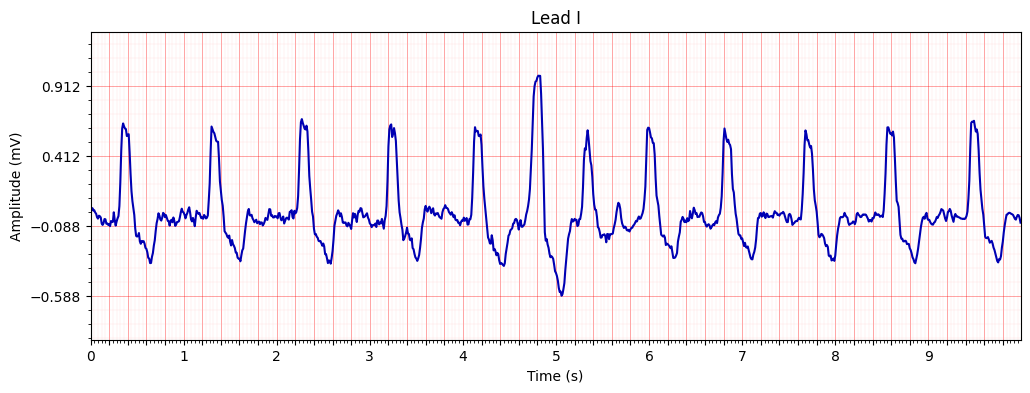 Lead I
Amplitude (mV)
0.912
0.412
−0.088
−0.588
0 1 2 3 4 5 6 7 8 9
Time (s)